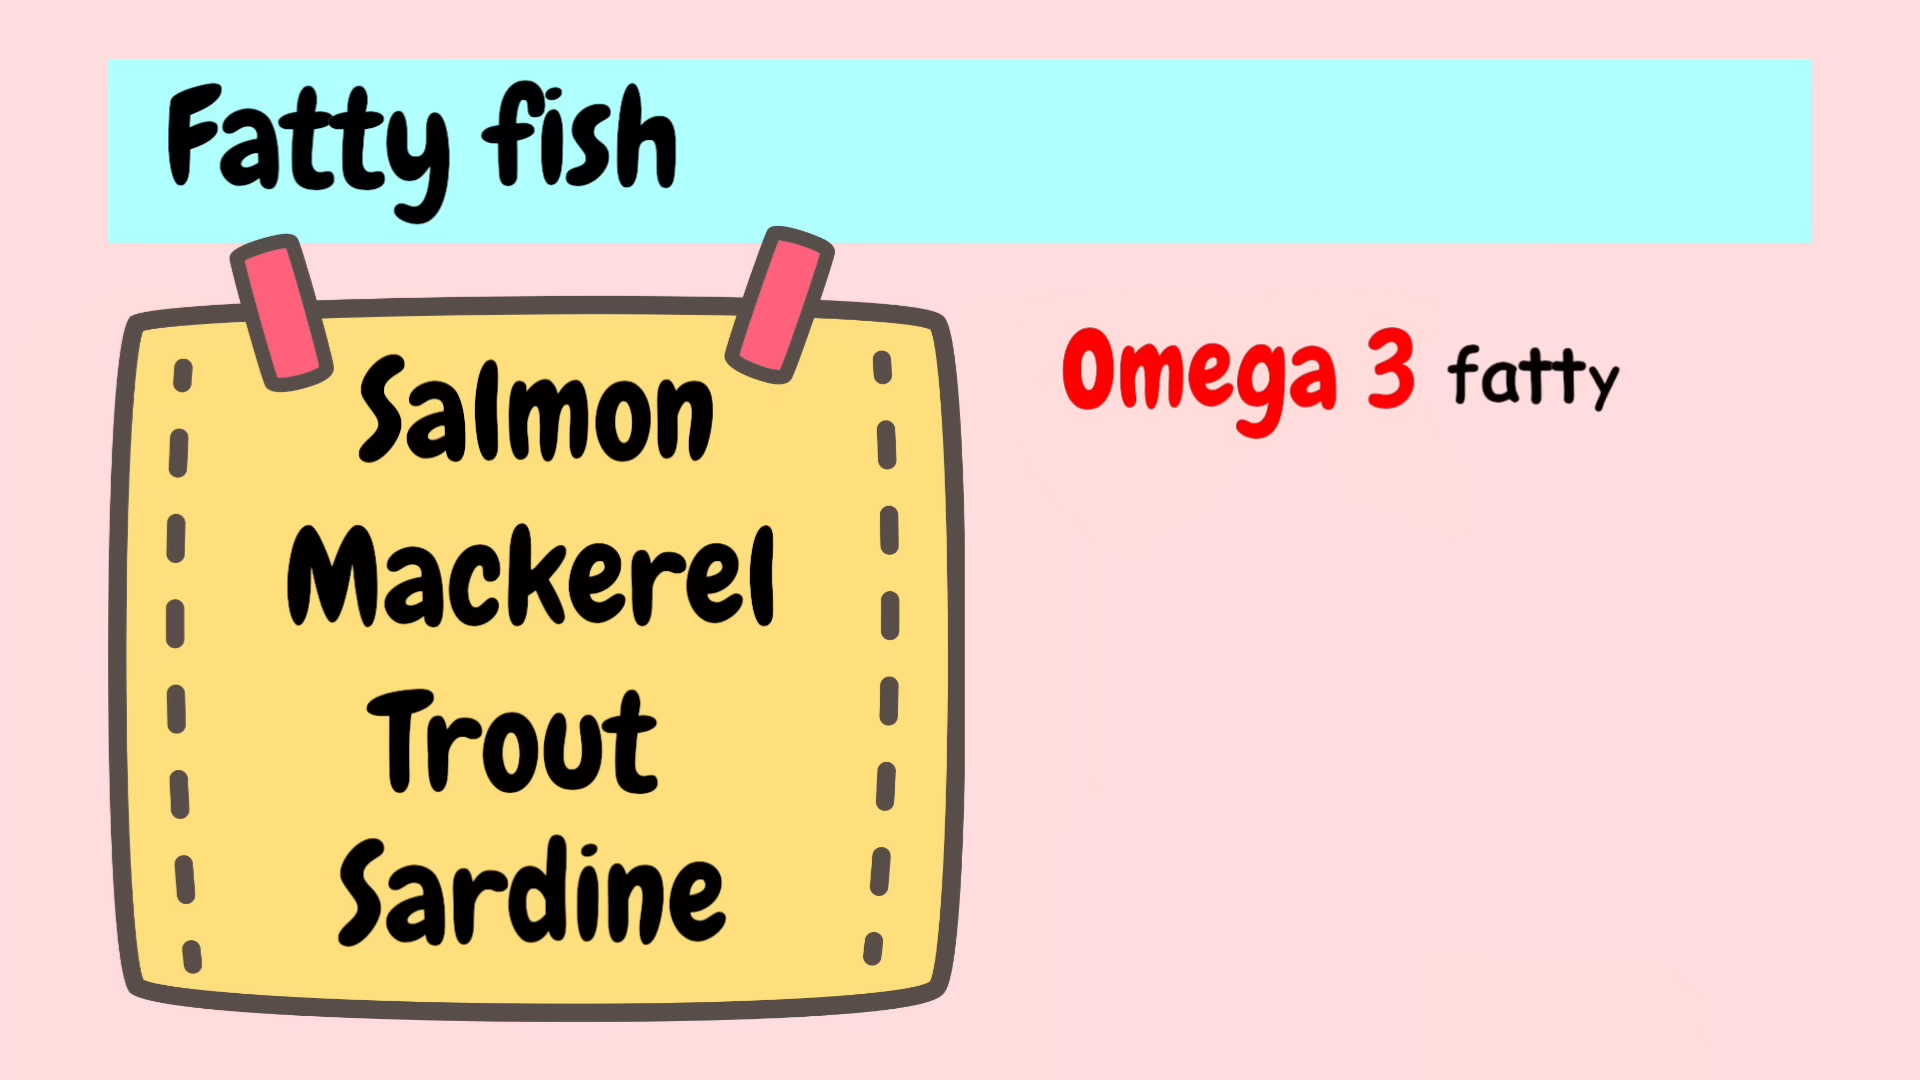 Fatty fish
Salmon
Mackerel
Trout
Sardine
Omega 3 fatty